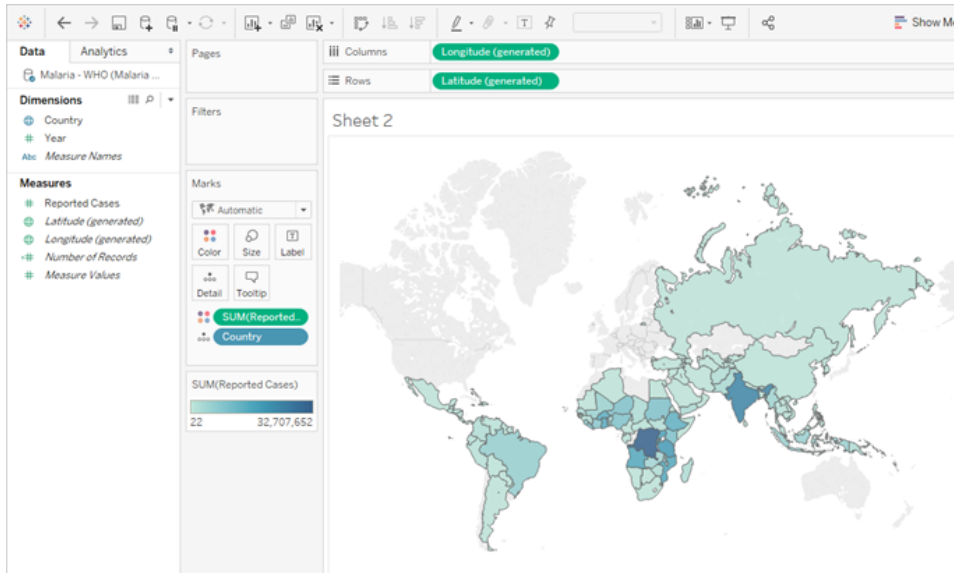 Show Me
Data
Analytics
Malaria - WHO (Malaria ...
Dimensions
Country
Year
Abc Measure Names
Measures
Reported Cases
Latitude (generated)
Longitude (generated)
Number of Records
Measure Values
Pages
Filters
Marks
Automatic
Color
Size
Label
Detail
Tooltip
SUM(Reported..
Country
SUM(Reported Cases)
22 32,707,652
Columns
Longitude (generated)
Rows
Latitude (generated)
Sheet 2